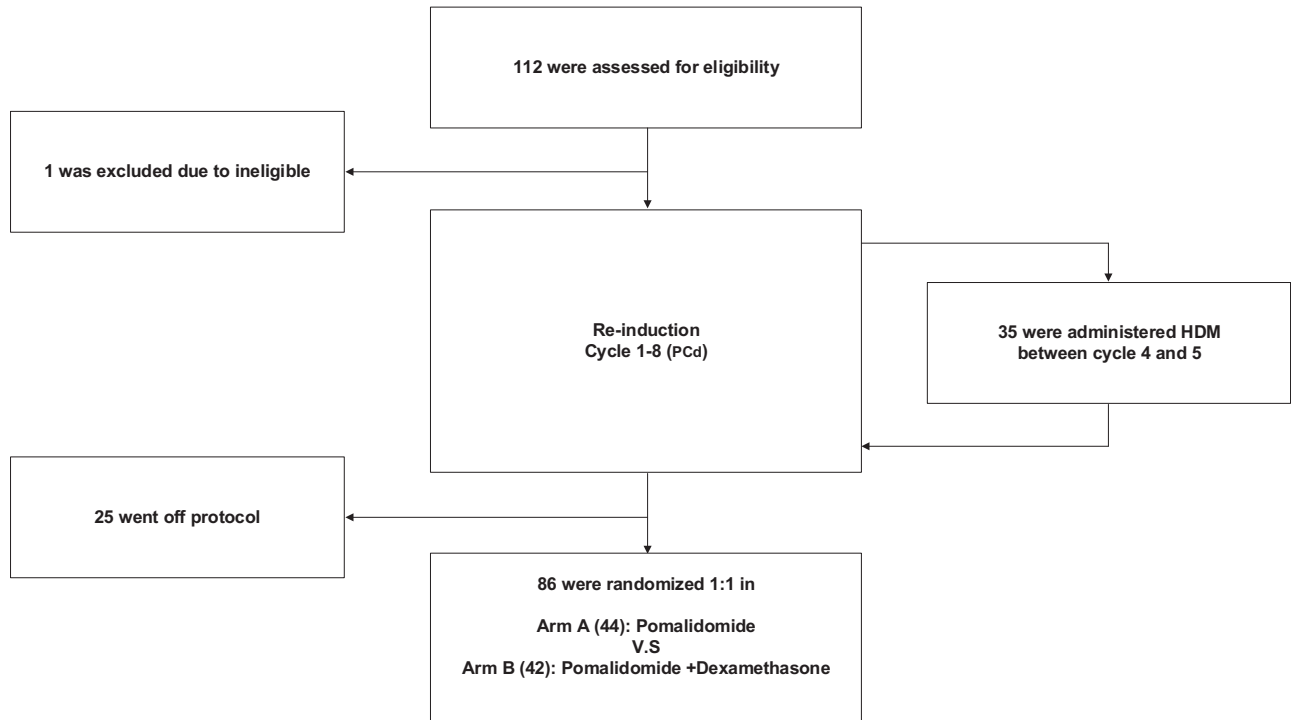 112 were assessed for eligibility
1 was excluded due to ineligible
Re-induction
Cycle 1-8 (PCd)
35 were administered HDM
between cycle 4 and 5
25 went off protocol
86 were randomized 1:1 in
Arm A (44): Pomalidomide
V.S
Arm B (42): Pomalidomide +Dexamethasone